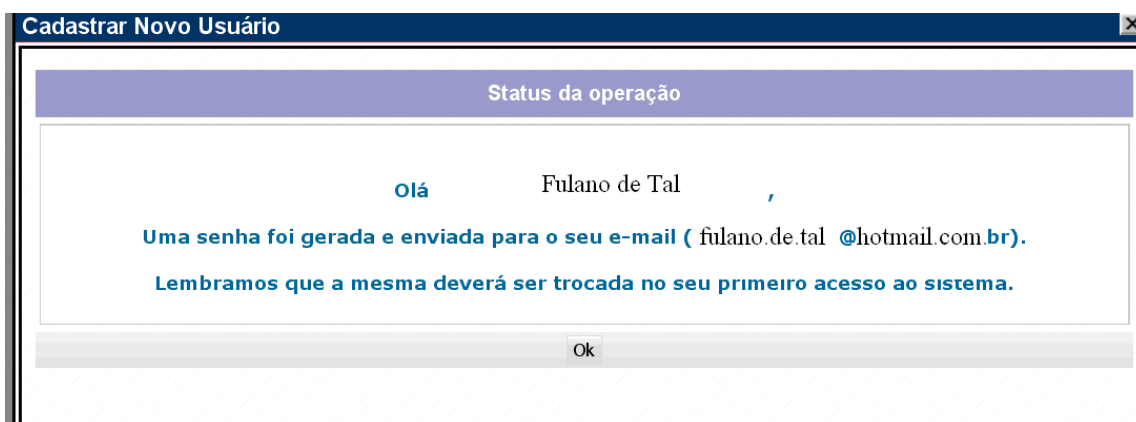 Cadastrar Novo Usuário
Status da operação
Olá Fulano de Tal ,
Uma senha foi gerada e enviada para o seu e-mail ( fulano.de.tal @hotmail.com.br).
Lembramos que a mesma deverá ser trocada no seu primeiro acesso ao sistema.
Ok